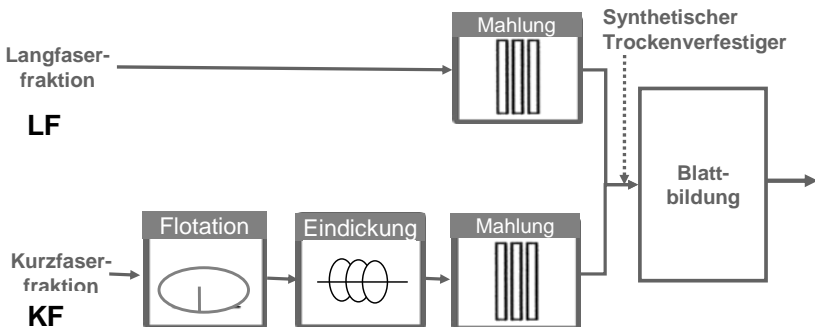 Synthetischer
Trockenverfestiger
Mahlung
Langfaser-
fraktion
LF
Blatt-
bildung
Flotation
Eindickung
Mahlung
Kurzfaser-
fraktion
KF